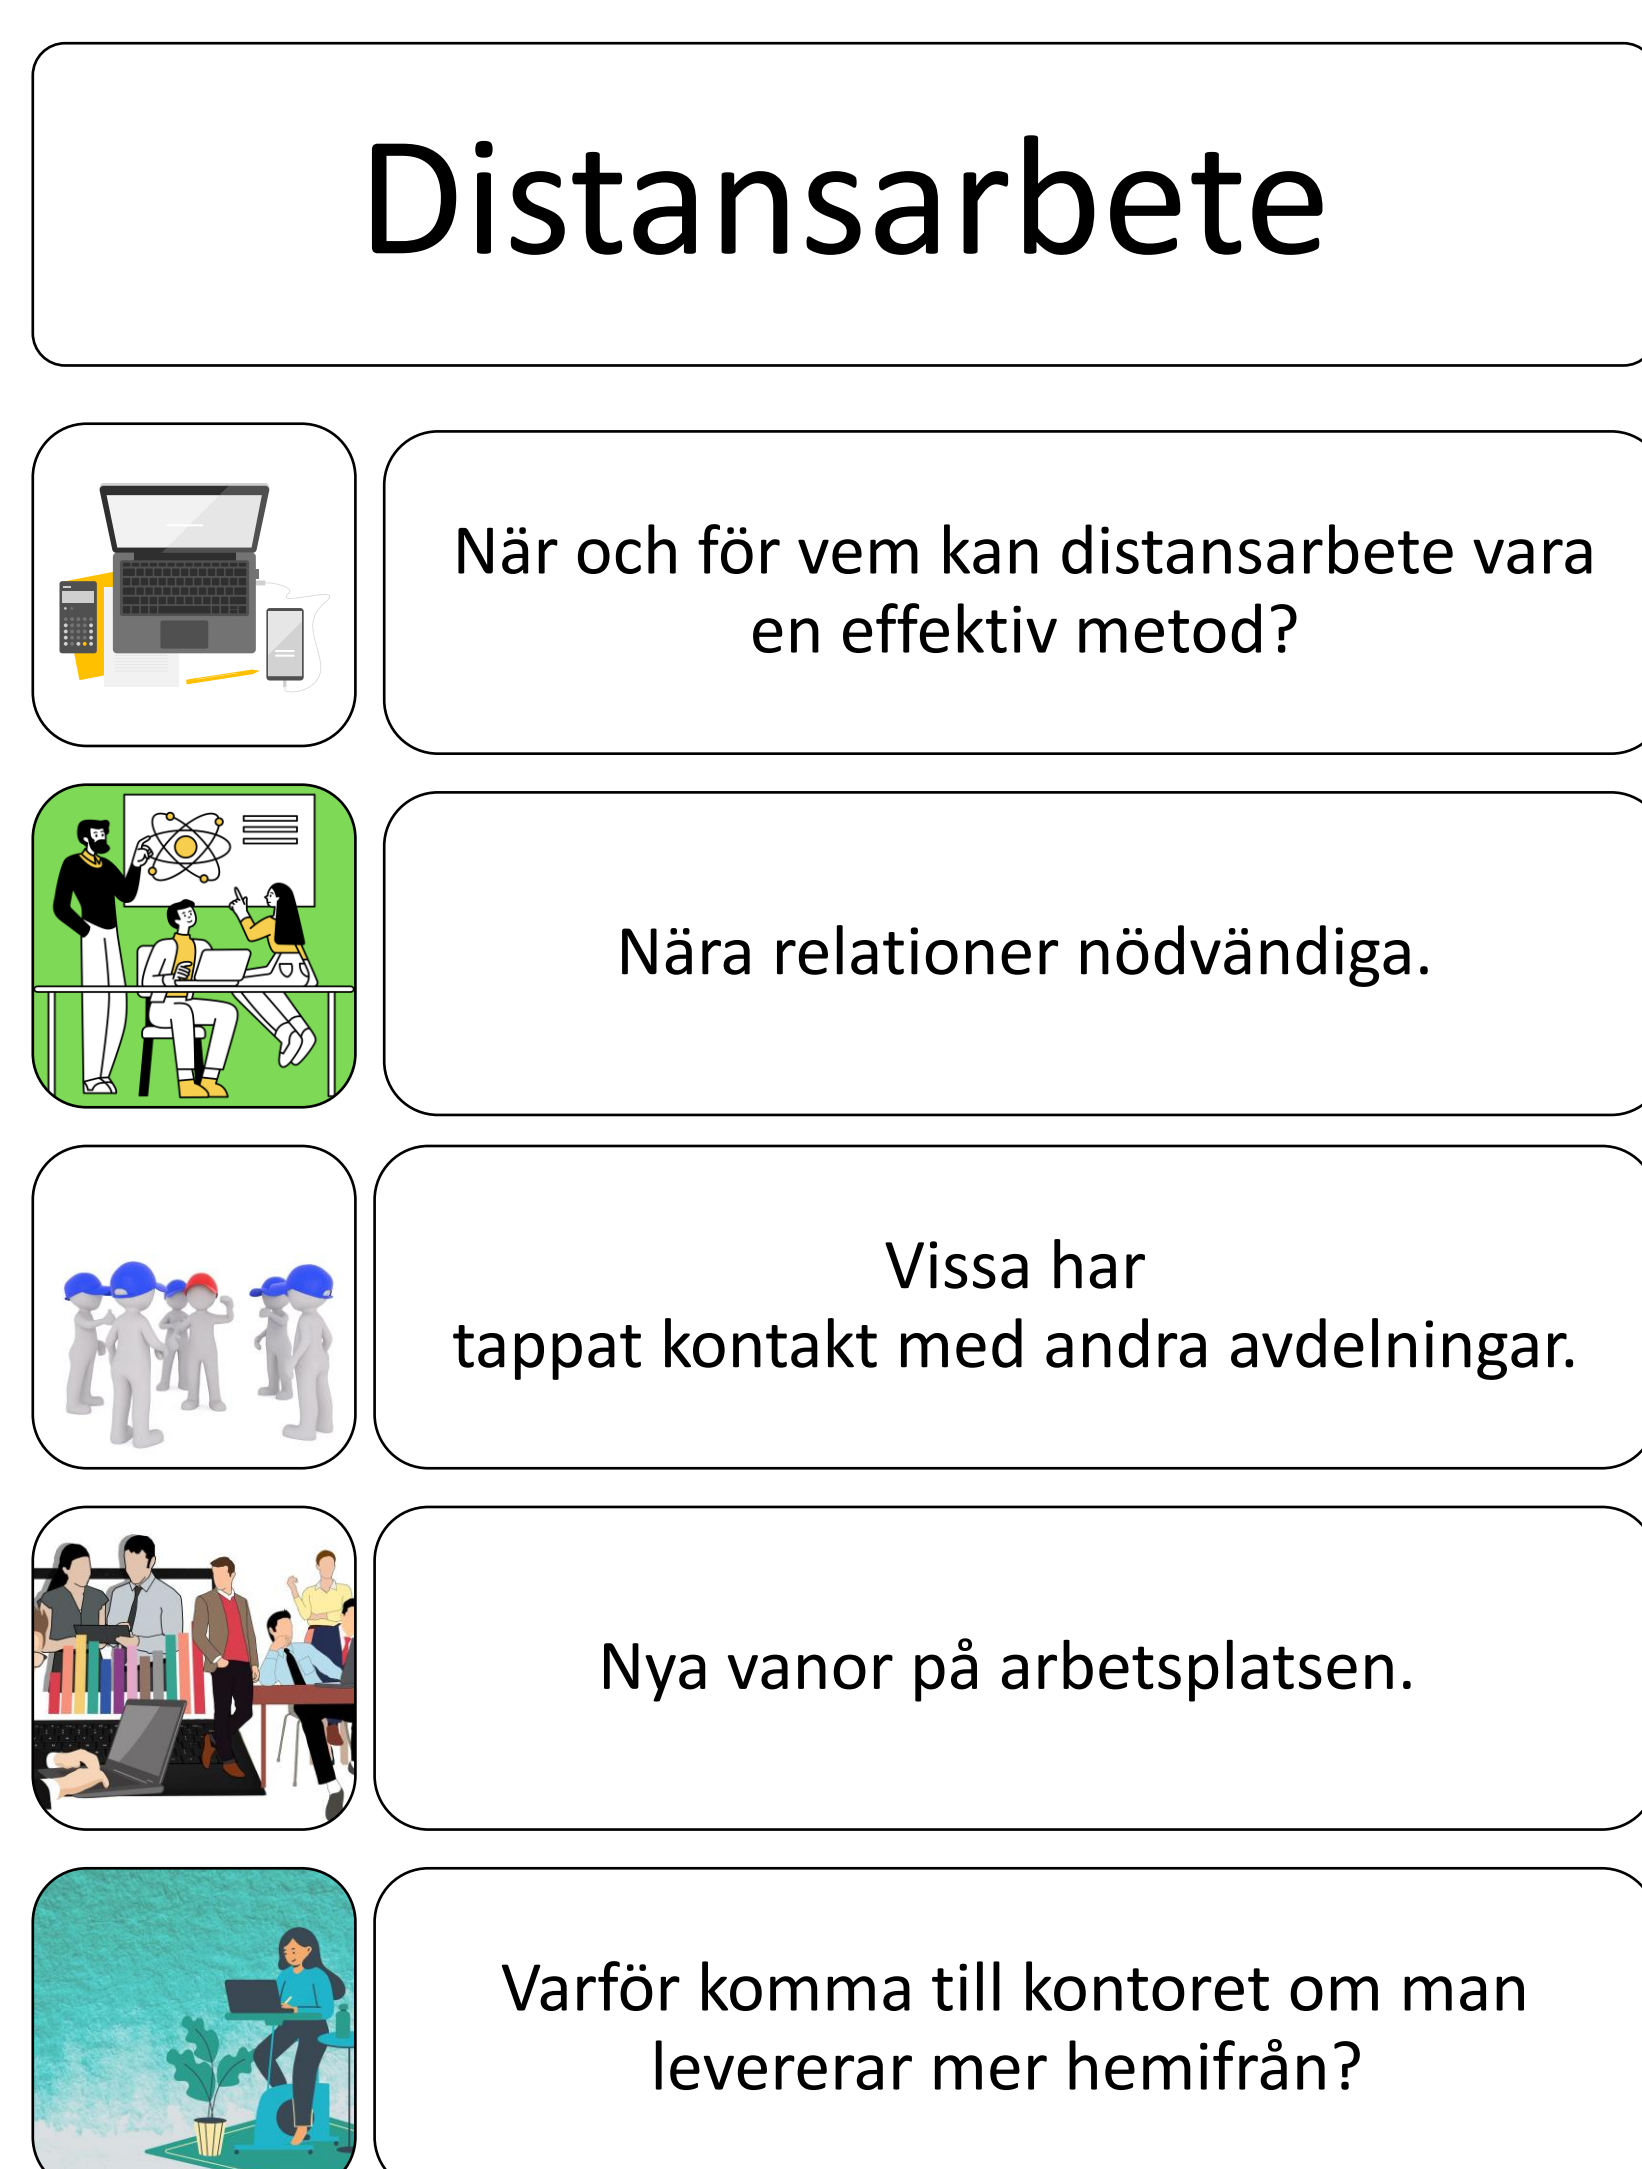 Distansarbete
När och för vem kan distansarbete vara
en effektiv metod?
Nära relationer nödvändiga.
Vissa har
tappat kontakt med andra avdelningar.
Nya vanor på arbetsplatsen.
Varför komma till kontoret om man
levererar mer hemifrån?